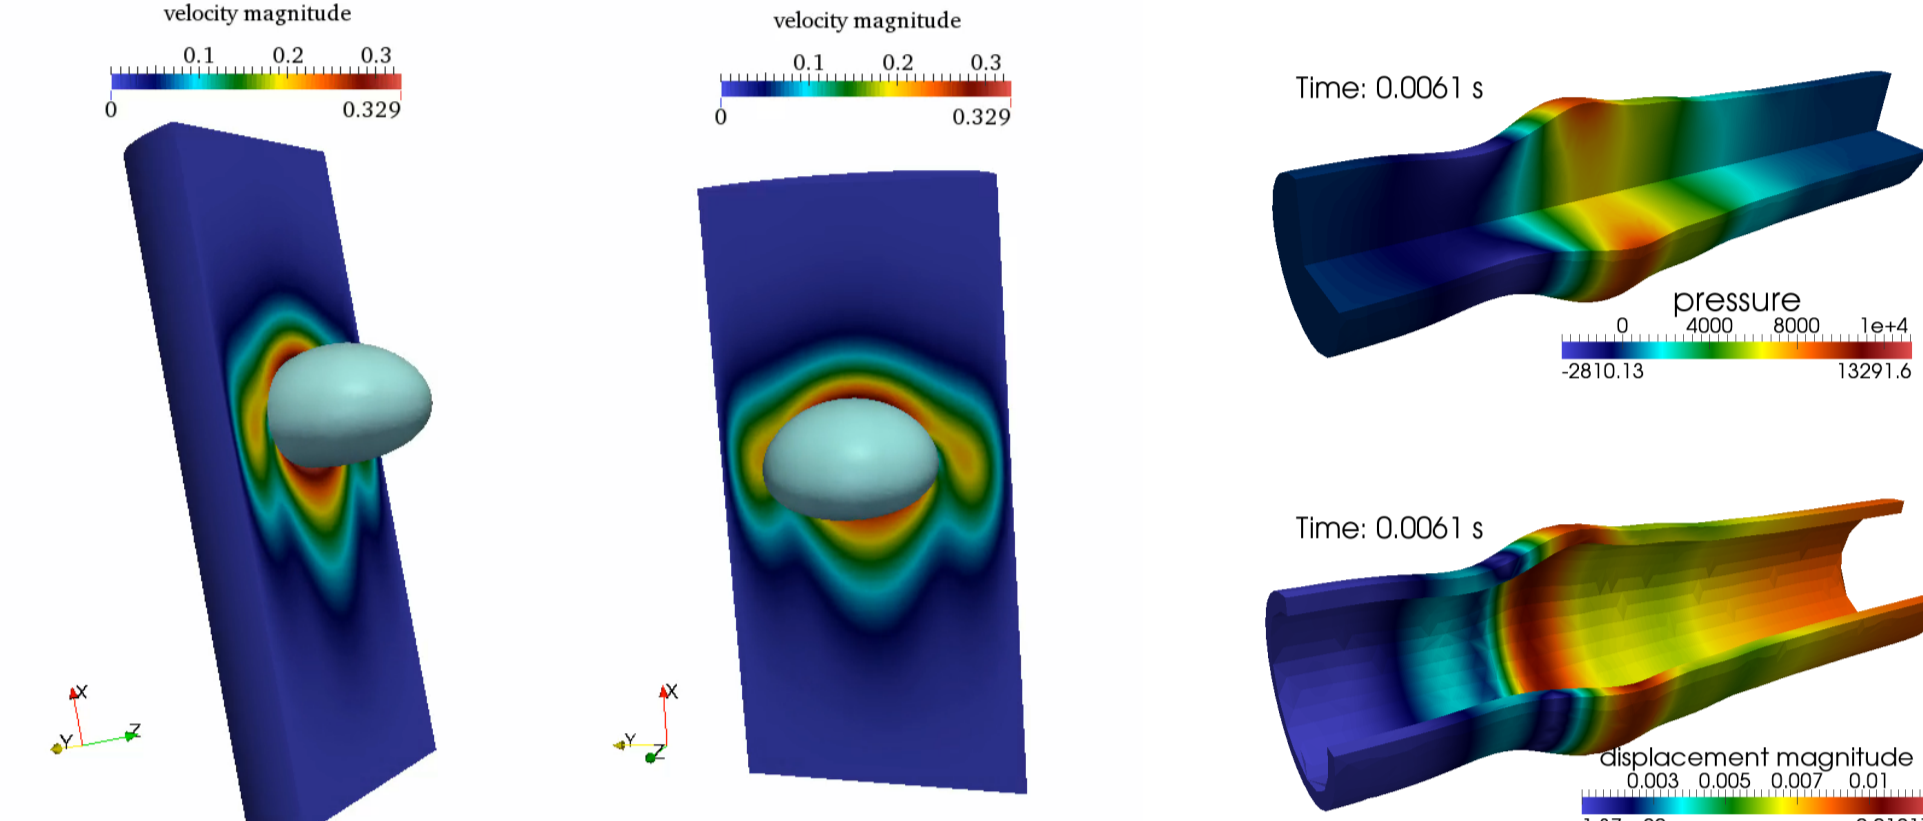 velocity magnitude
0.1 0.2 0.3
0 0.329
velocity magnitude
0.1 0.2 0.3
0 0.329
X
Y Z
X
Y
Z
Time: 0.0061 s
pressure
0 4000 8000 1e+4
-2810.13 13291.6
Time: 0.0061 s
displacement magnitude
0.003 0.005 0.007 0.01